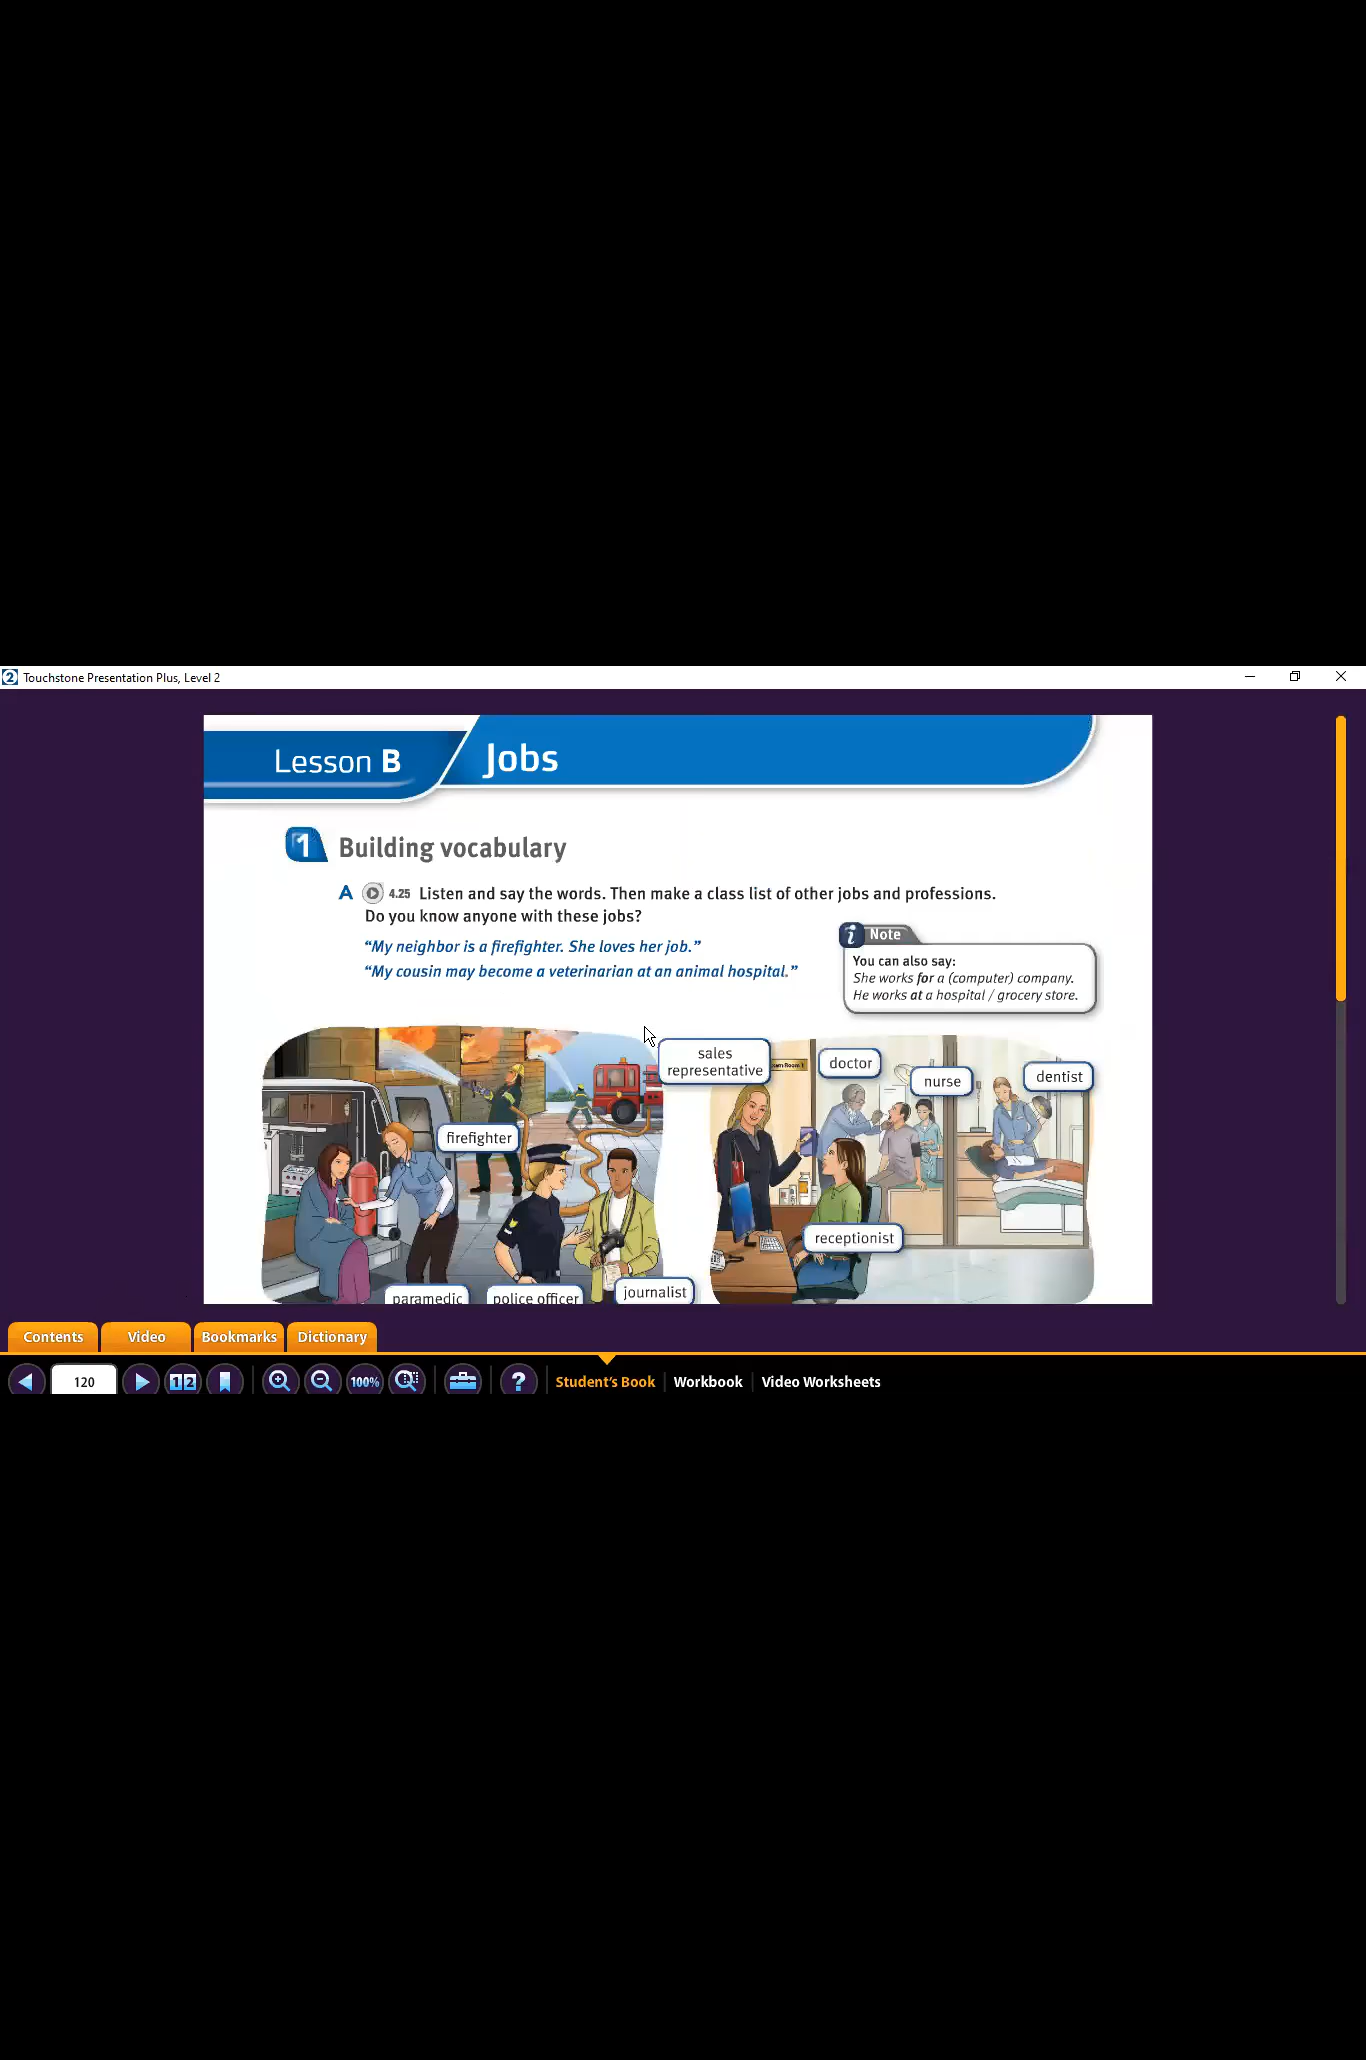 Touchstone Presentation Plus, Level 2
Lesson B
Jobs
1 Building vocabulary
A 4.25 Listen and say the words. Then make a class list of other jobs and professions.
Do you know anyone with these jobs?
“My neighbor is a firefighter. She loves her job.”
“My cousin may become a veterinarian at an animal hospital.”
i Note
You can also say:
She works for a (computer) company.
He works at a hospital / grocery store.
sales
representative
doctor
nurse
dentist
firefighter
receptionist
paramedic
police officer
journalist
Contents
Video
Bookmarks
Dictionary
120
12
100%
?
Student's Book
Workbook
Video Worksheets